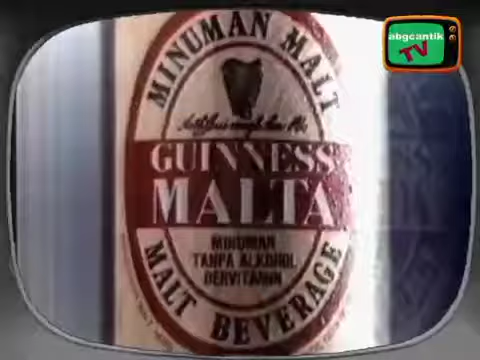 abgcantik
TV
MINUMAN MALT
GUINNESS
MALTA
MINUMAN
TANPA ALKOHOL
BERVITAMIN
MALT BEVERAGE